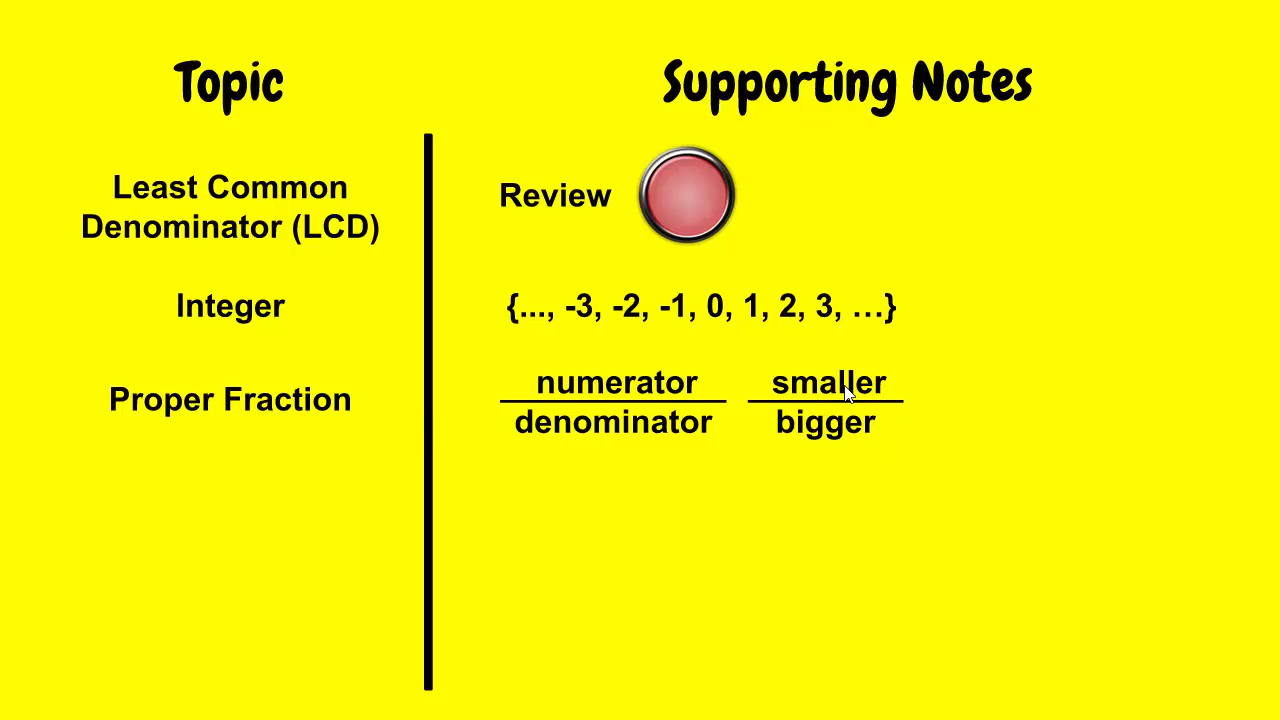 Topic
Supporting Notes
Least Common
Denominator (LCD)
Review
Integer
{..., -3, -2, -1, 0, 1, 2, 3, …}
Proper Fraction
numerator
denominator
smaller
bigger